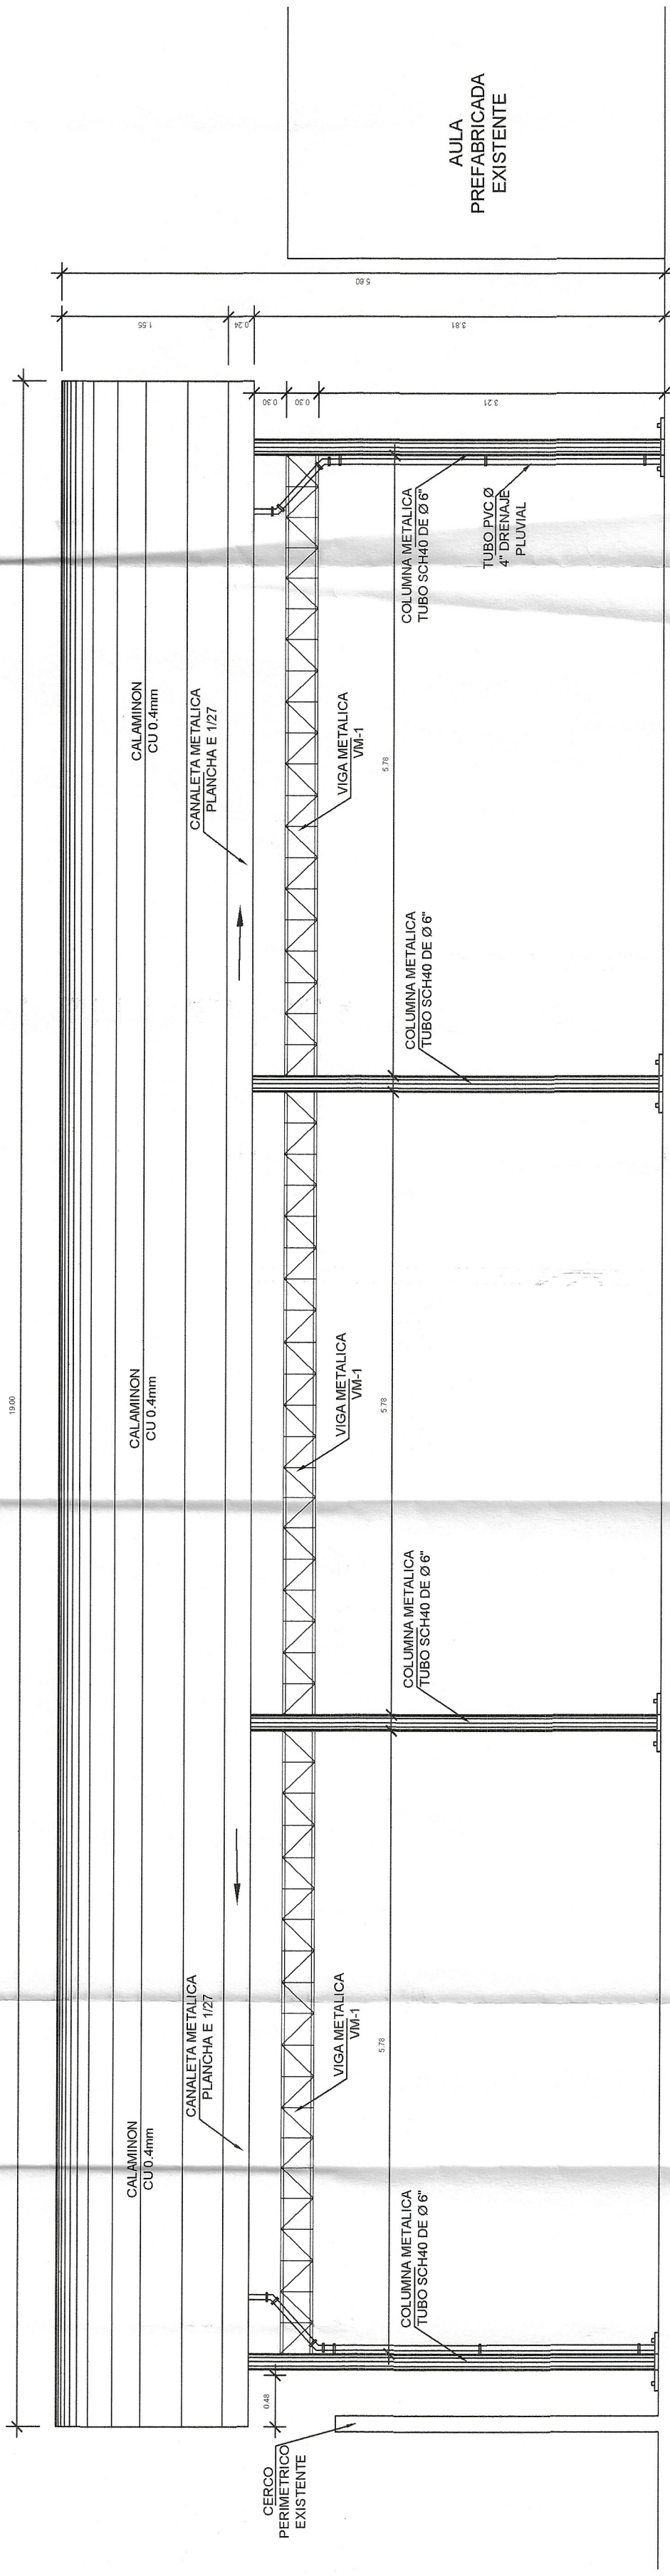 19.00
CALAMINON
CU 0.4mm
CALAMINON
CU 0.4mm
CALAMINON
CU 0.4mm
CANALETA METALICA
PLANCHA E 1/27
CANALETA METALICA
PLANCHA E 1/27
CERCO
PERIMETRICO
EXISTENTE
0.48
VIGA METALICA
VM-1
VIGA METALICA
VM-1
VIGA METALICA
VM-1
5.78
5.78
5.78
COLUMNA METALICA
TUBO SCH40 DE Ø 6"
COLUMNA METALICA
TUBO SCH40 DE Ø 6"
COLUMNA METALICA
TUBO SCH40 DE Ø 6"
COLUMNA METALICA
TUBO SCH40 DE Ø 6"
TUBO PVC Ø
4" DRENAJE
PLUVIAL
0.30
0.30
3.21
1.55
0.24
3.81
5.60
AULA
PREFABRICADA
EXISTENTE